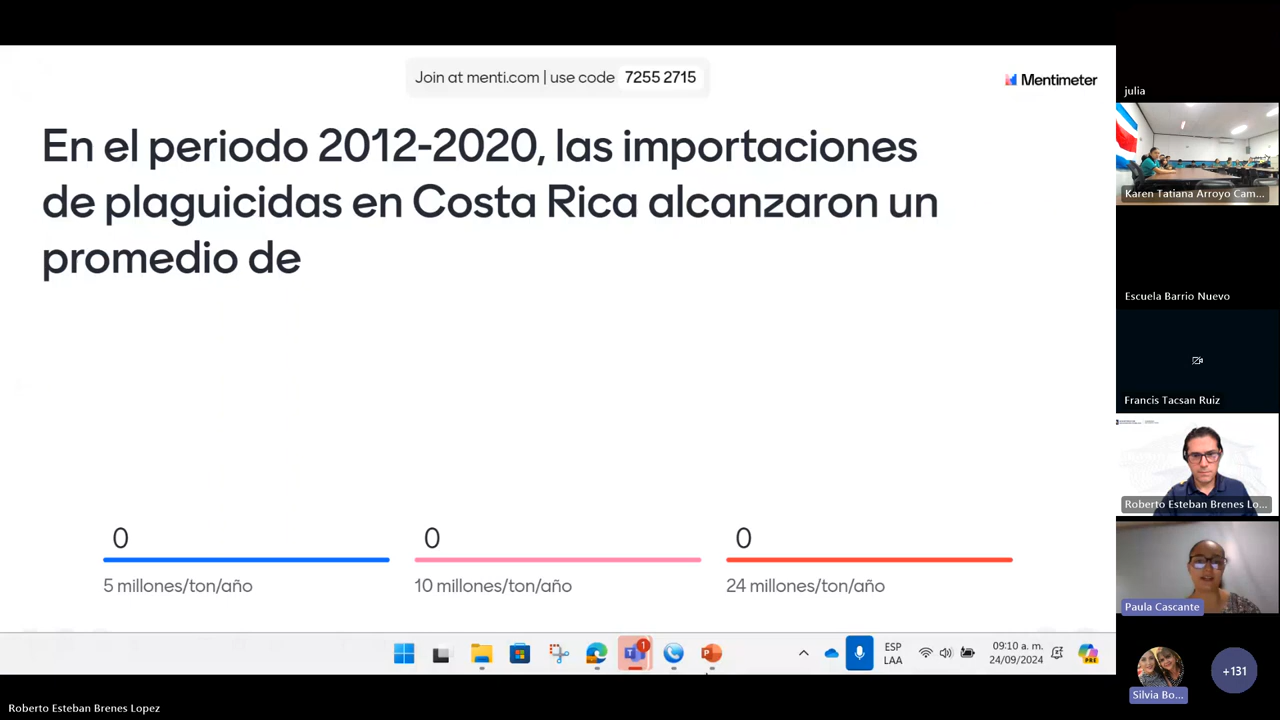 Join at menti.com | use code 7255 2715
Mentimeter
En el periodo 2012-2020, las importaciones
de plaguicidas en Costa Rica alcanzaron un
promedio de
0
0
0
5 millones/ton/año
10 millones/ton/año
24 millones/ton/año
1
ESP
LAA
09:10 a. m.
24/09/2024
PRE
julia
Karen Tatiana Arroyo Cam...
Escuela Barrio Nuevo
Francis Tacsan Ruiz
Roberto Esteban Brenes Lo...
Paula Cascante
Silvia Bo...
+131
Roberto Esteban Brenes Lopez